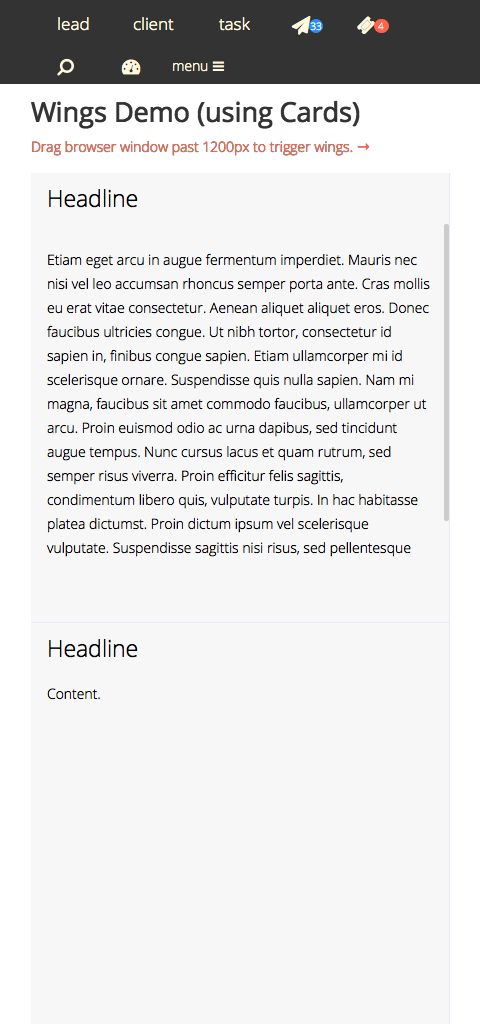 lead client task 33 4
menu
Wings Demo (using Cards)
Drag browser window past 1200px to trigger wings. →
Headline
Etiam eget arcu in augue fermentum imperdiet. Mauris nec
nisi vel leo accumsan rhoncus semper porta ante. Cras mollis
eu erat vitae consectetur. Aenean aliquet aliquet eros. Donec
faucibus ultricies congue. Ut nibh tortor, consectetur id
sapien in, finibus congue sapien. Etiam ullamcorper mi id
scelerisque ornare. Suspendisse quis nulla sapien. Nam mi
magna, faucibus sit amet commodo faucibus, ullamcorper ut
arcu. Proin euismod odio ac urna dapibus, sed tincidunt
augue tempus. Nunc cursus lacus et quam rutrum, sed
semper risus viverra. Proin efficitur felis sagittis,
condimentum libero quis, vulputate turpis. In hac habitasse
platea dictumst. Proin dictum ipsum vel scelerisque
vulputate. Suspendisse sagittis nisi risus, sed pellentesque
Headline
Content.